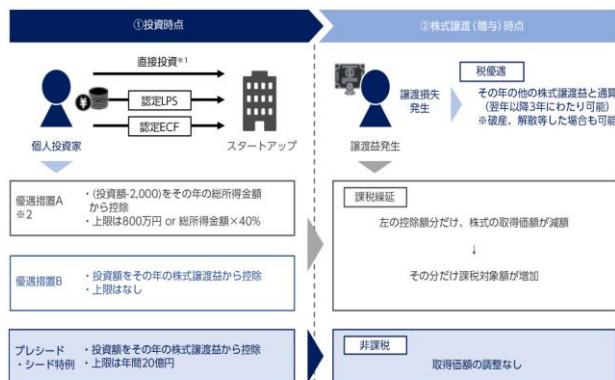 ①投資時点
②株式譲渡（贈与）時点
直接投資※1
認定LPS
認定ECF
個人投資家
スタートアップ
譲渡損失
発生
譲渡益発生
税優遇
その年の他の株式譲渡益と通算
（翌年以降3年にわたり可能）
※破産、解散等した場合も可能
優遇措置A
※2
・(投資額-2,000)をその年の総所得金額
から控除
・上限は800万円 or 総所得金額×40%
課税繰延
左の控除額分だけ、株式の取得価額が減額
↓
その分だけ課税対象額が増加
優遇措置B
・投資額をその年の株式譲渡益から控除
・上限はなし
プレシード
・シード特例
・投資額をその年の株式譲渡益から控除
・上限は年間20億円
非課税
取得価額の調整なし